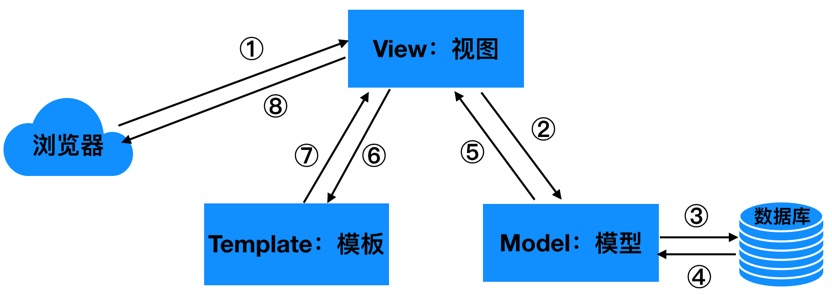 ①
View：视图
⑧
浏览器
②
⑦
⑥
⑤
Template：模板
Model：模型
③
数据库
④